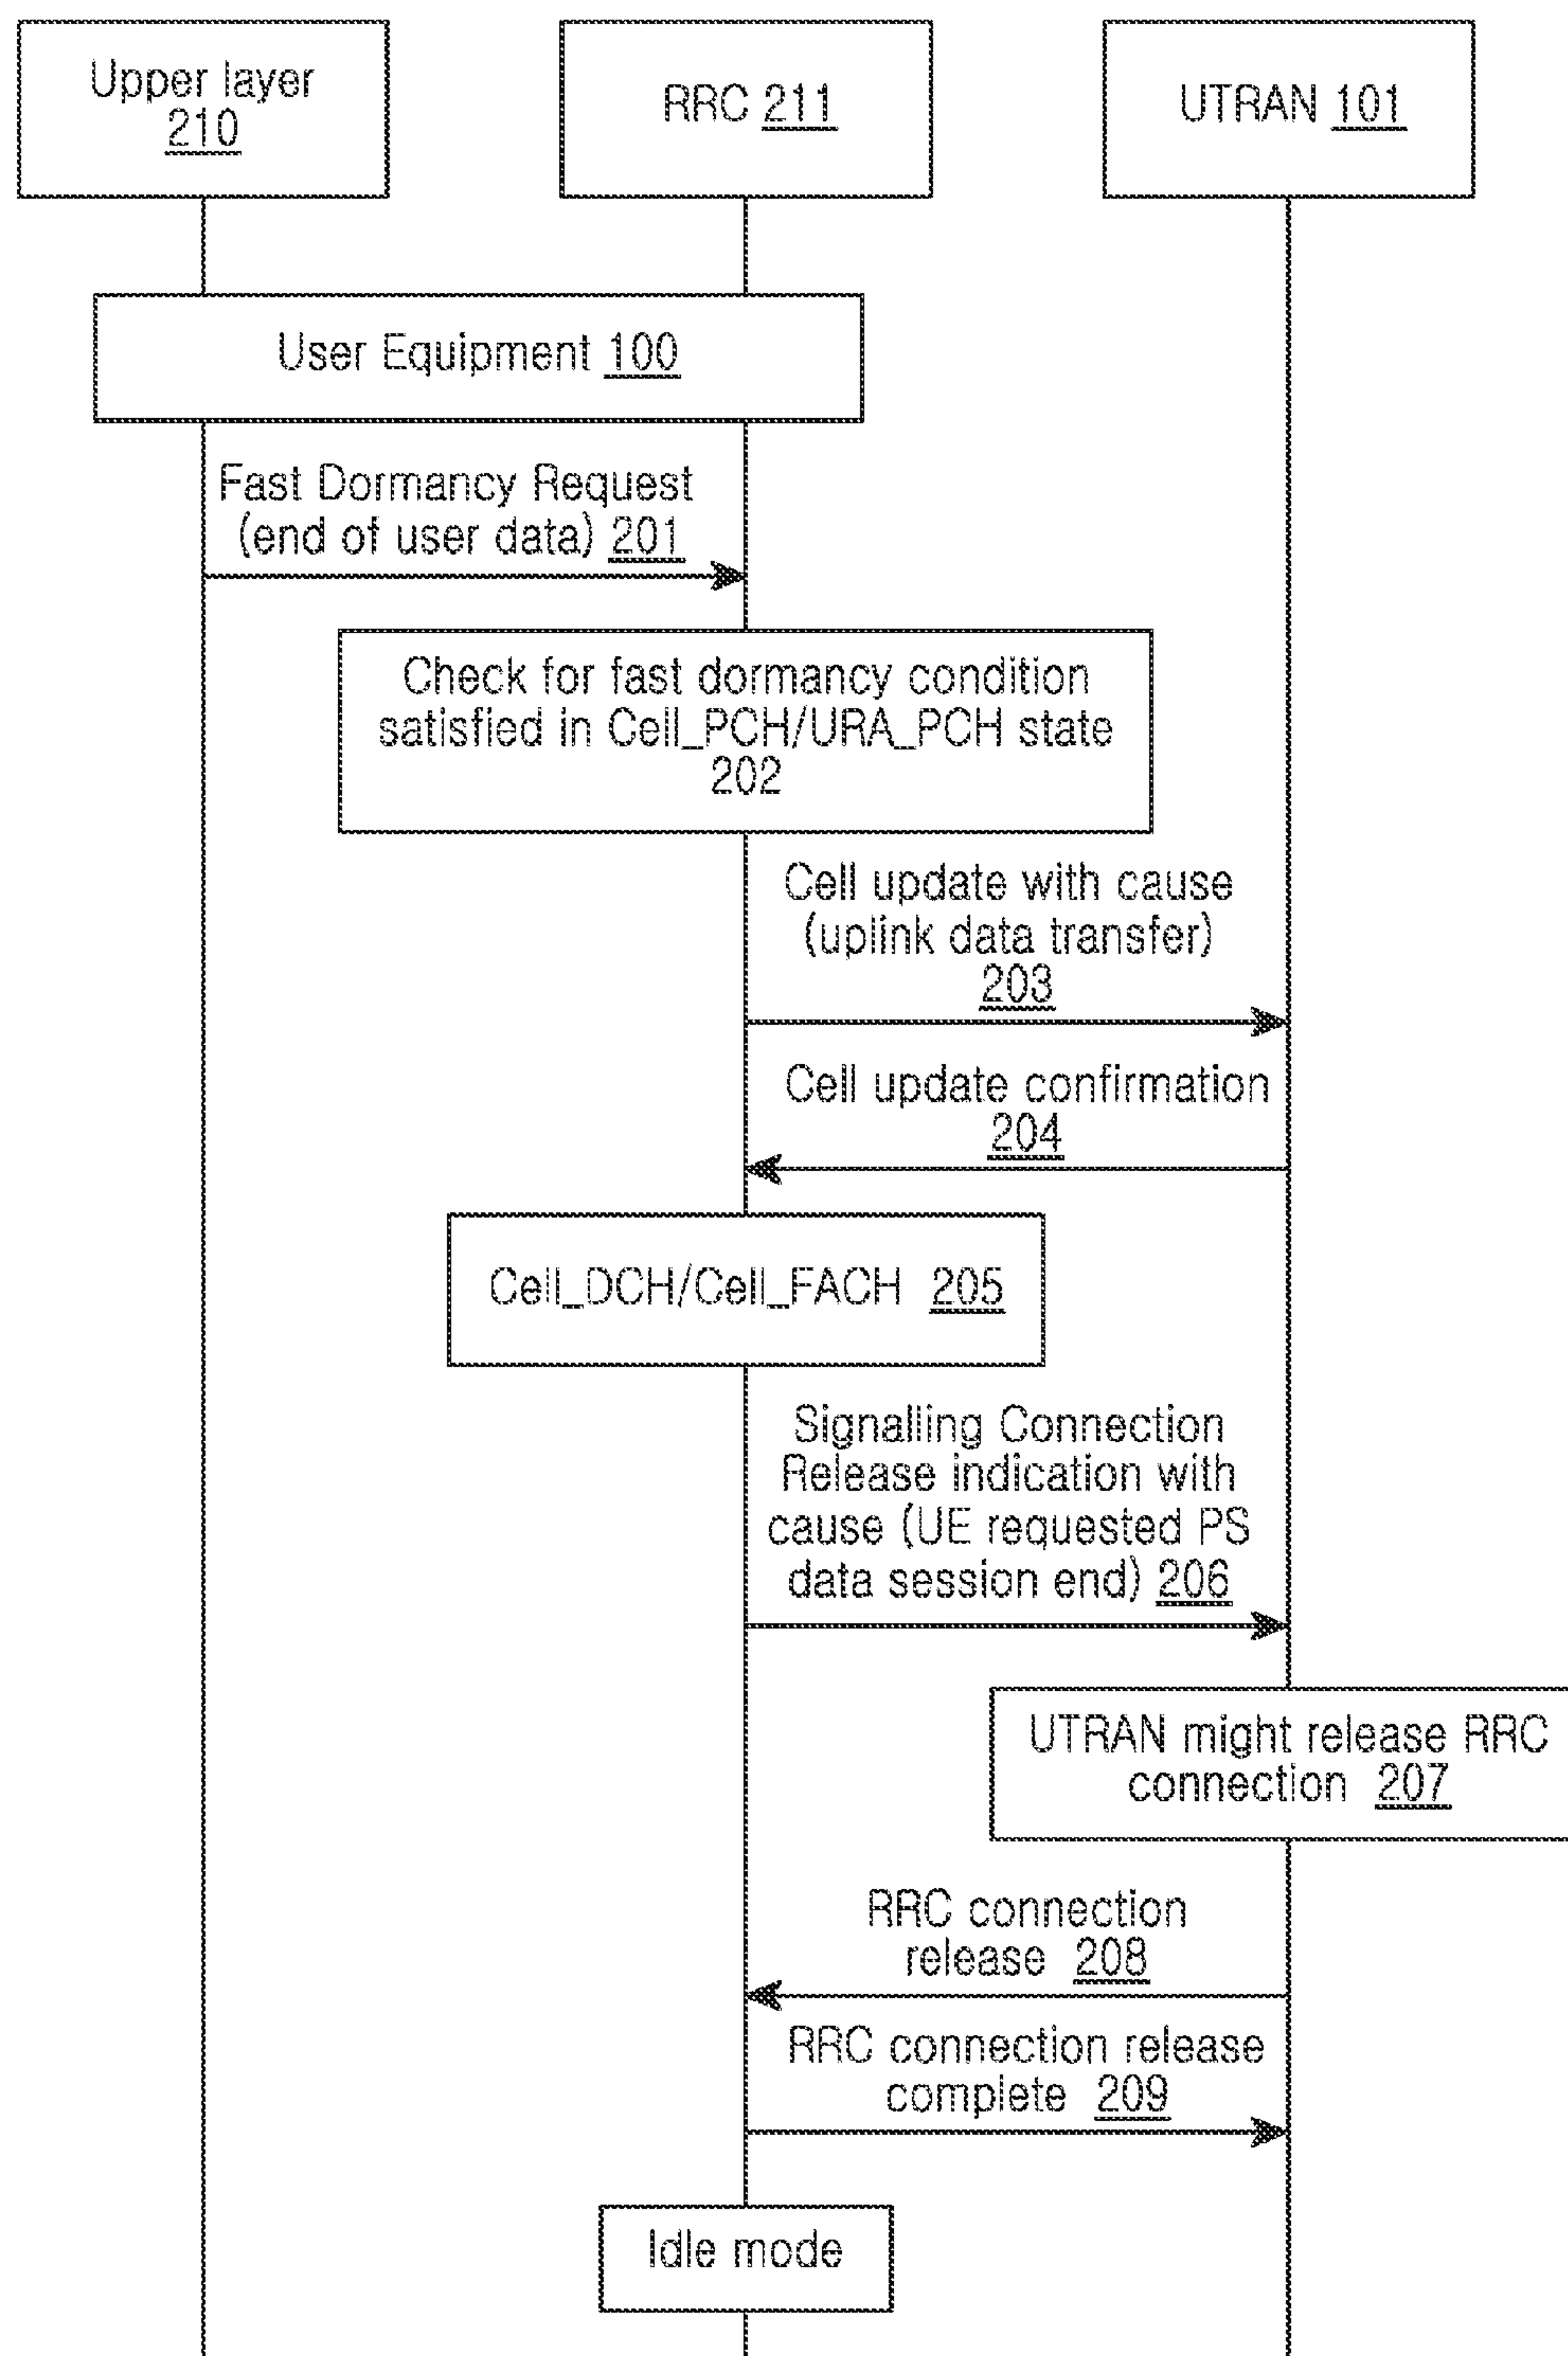 Upper layer
210
RRC 211
UTRAN 101
User Equipment 100
Fast Dormancy Request
(end of user data) 201
Check for fast dormancy condition
satisfied in Cell_PCH/URA_PCH state
202
Cell update with cause
(uplink data transfer)
203
Cell update confirmation
204
Cell_DCH/Cell_FACH 205
Signalling Connection
Release indication with
cause (UE requested PS
data session end) 206
UTRAN might release RRC
connection 207
RRC connection
release 208
RRC connection release
complete 209
Idle mode